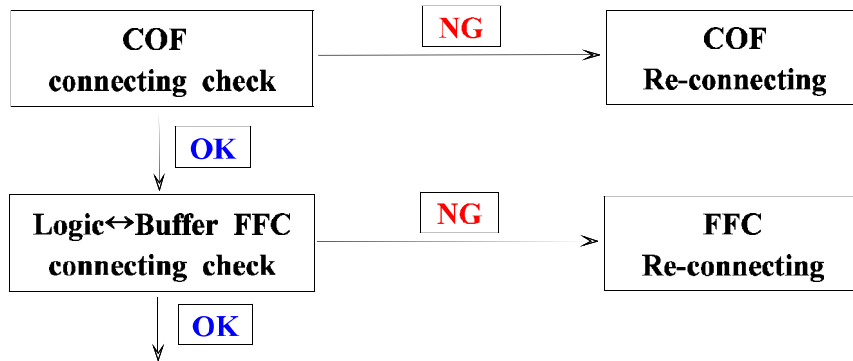 COF
connecting check
NG
COF
Re-connecting
OK
Logic↔Buffer FFC
connecting check
NG
FFC
Re-connecting
OK